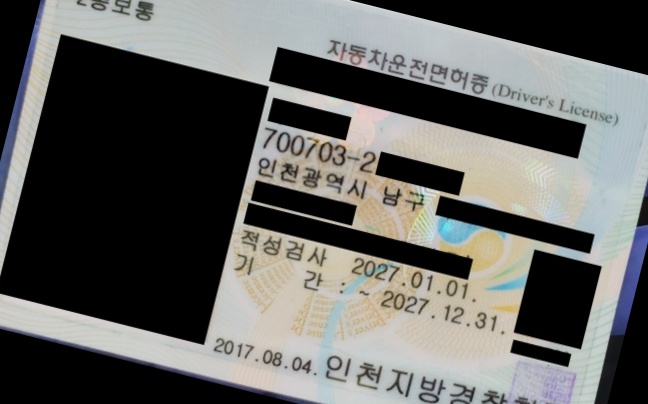 2종보통
자동차운전면허증 (Driver's License)
700703-2
인천광역시 남구
적성검사 2027.01.01.
기 간 : ~ 2027.12.31.
2017.08.04. 인천지방경찰